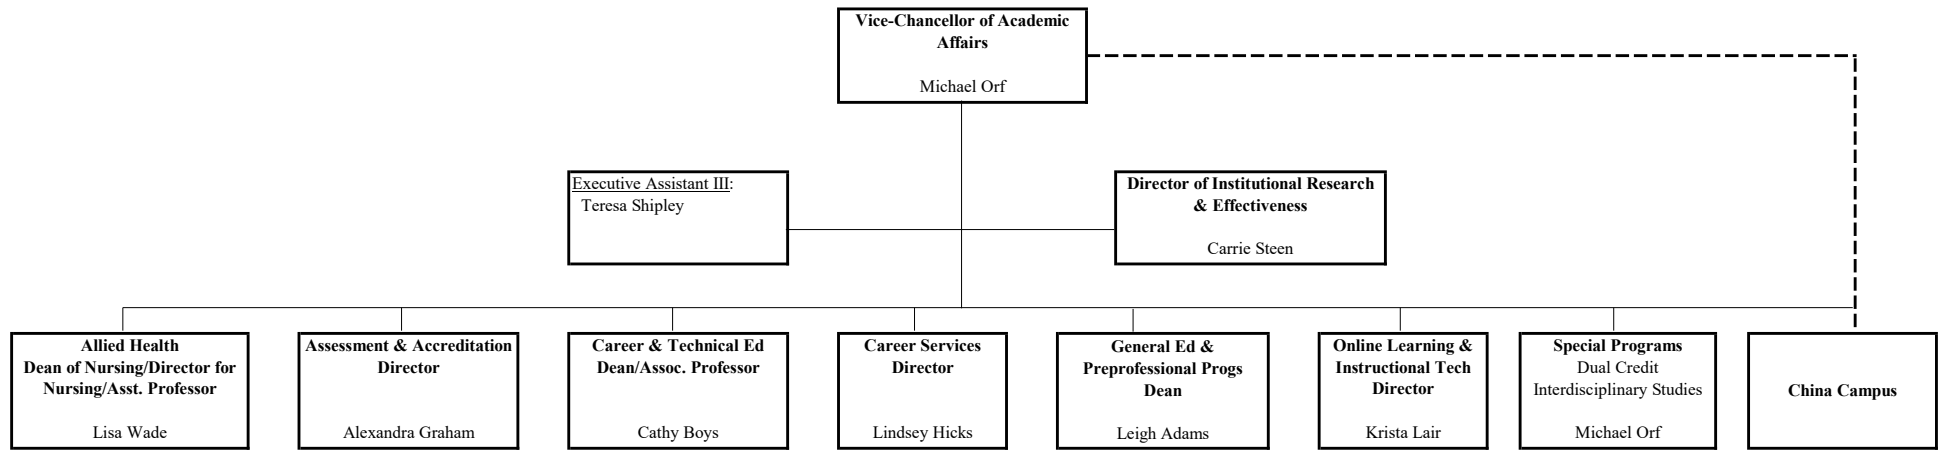 Vice-Chancellor of Academic
Affairs
Michael Orf
Executive Assistant III:
Teresa Shipley
Director of Institutional Research
& Effectiveness
Carrie Steen
Allied Health
Dean of Nursing/Director for
Nursing/Asst. Professor
Lisa Wade
Assessment & Accreditation
Director
Alexandra Graham
Career & Technical Ed
Dean/Assoc. Professor
Cathy Boys
Career Services
Director
Lindsey Hicks
General Ed &
Preprofessional Progs
Dean
Leigh Adams
Online Learning &
Instructional Tech
Director
Krista Lair
Special Programs
Dual Credit
Interdisciplinary Studies
Michael Orf
China Campus